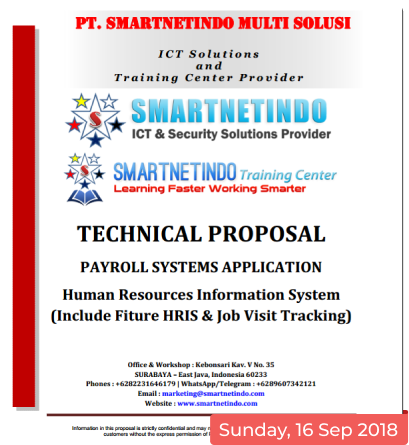 PT. SMARTNETINDO MULTI SOLUSI
ICT Solutions
and
Training Center Provider
SMARTNETINDO
ICT & Security Solutions Provider
SMARTNETINDO Training Center
Learning Faster Working Smarter
TECHNICAL PROPOSAL
PAYROLL SYSTEMS APPLICATION
Human Resources Information System
(Include Fiture HRIS & Job Visit Tracking)
Office & Workshop : Kebonsari Kav. V No. 35
SURABAYA – East Java, Indonesia 60233
Phones : +6282231646179 | WhatsApp/Telegram : +6289607342121
Email : marketing@smartnetindo.com
Website : www.smartnetindo.com
Information in this proposal is strictly confidential and may
customers without the express permission of
Sunday, 16 Sep 2018